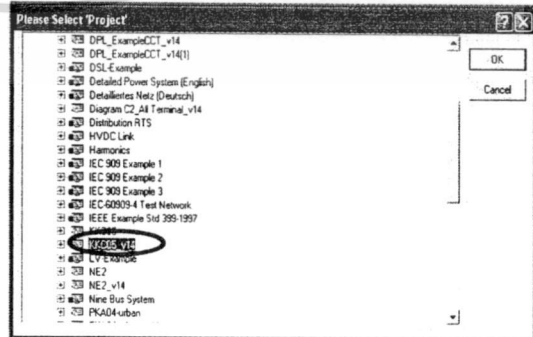 Please Select 'Project'
DPL_ExampleCCT_v14
DPL_ExampleCCT_v14(1)
OK
DSL-Example
Detailed Power System (English)
Cancel
Detailliertes Netz (Deutsch)
Diagram C2_All Terminal_v14
Distribution RTS
HVDC Link
Harmonics
IEC 909 Example 1
IEC 909 Example 2
IEC 909 Example 3
IEC-60909-4 Test Network
IEEE Example Std 399-1997
LV-Example
NE2
NE2_v14
Nine Bus System
PKA04-urban